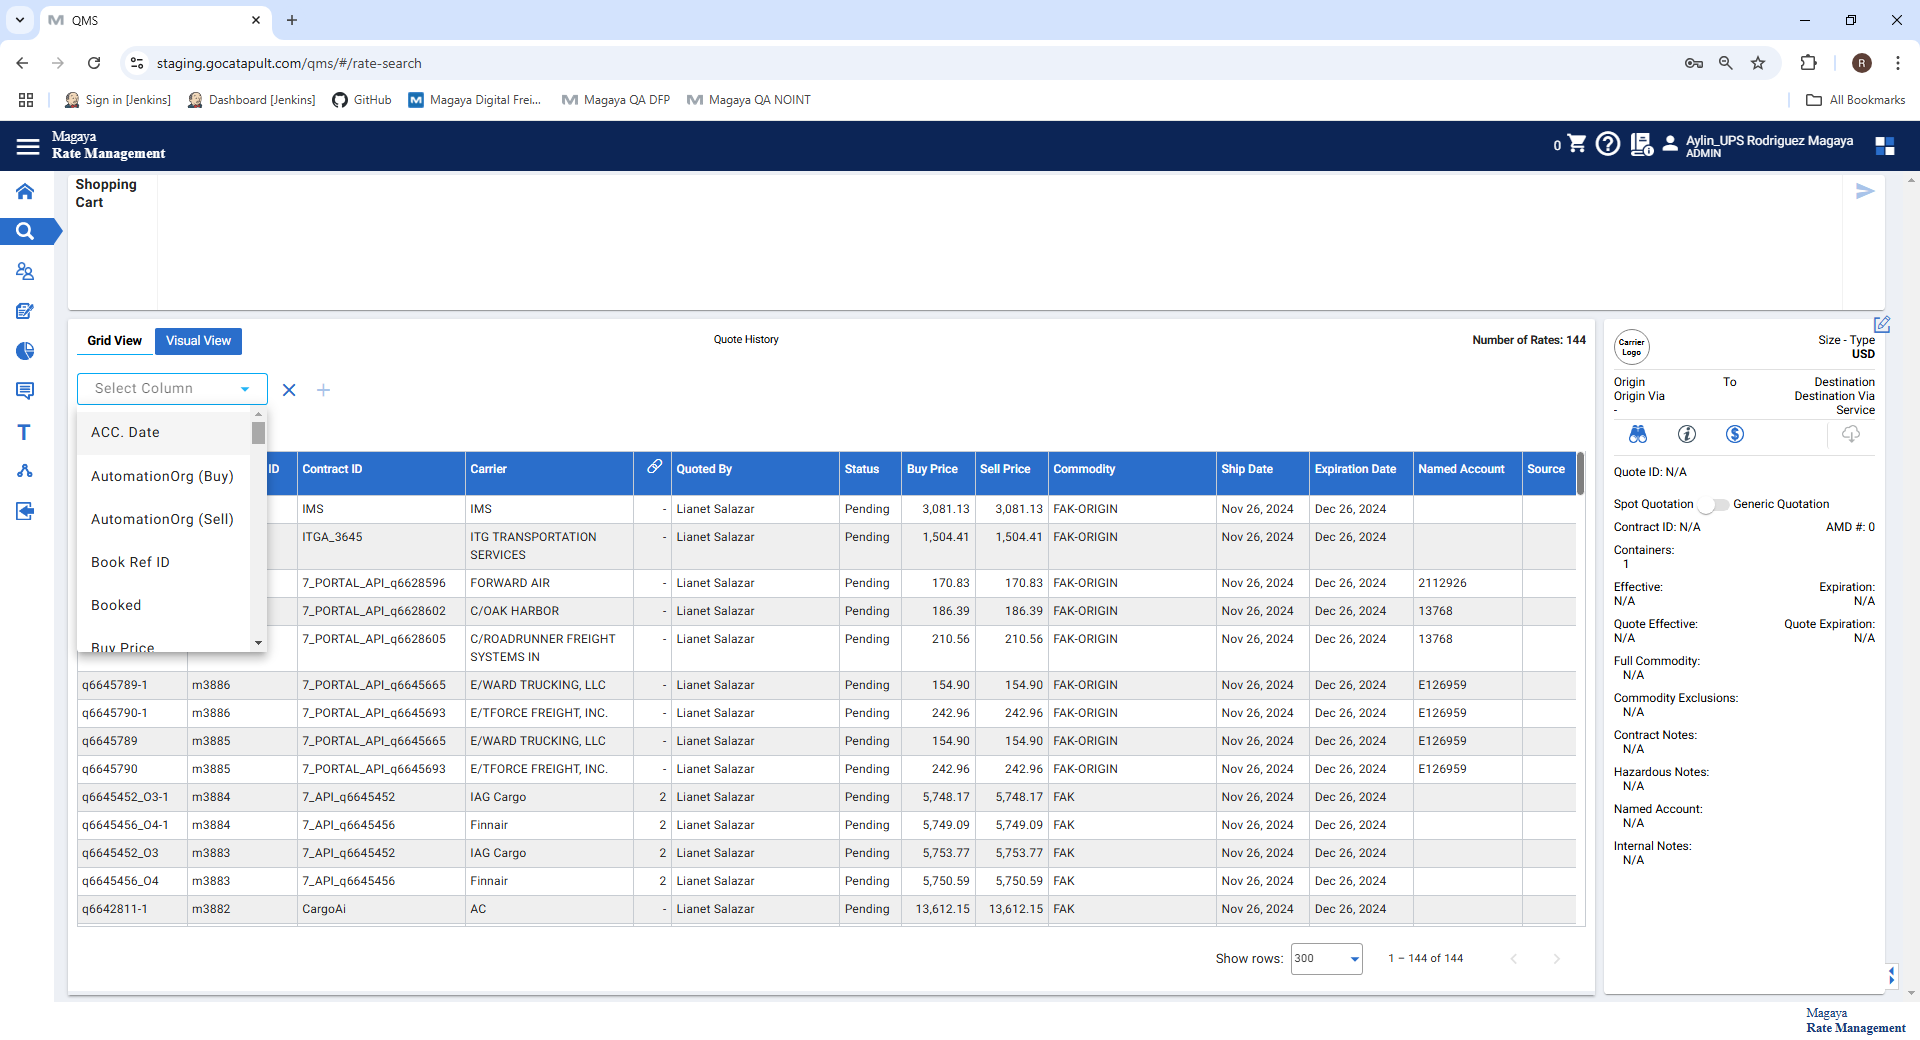 QMS
staging.gocatapult.com/qms/#/rate-search
R
Sign in [Jenkins]
Dashboard [Jenkins]
GitHub
Magaya Digital Frei...
Magaya QA DFP
Magaya QA NOINT
All Bookmarks
Magaya
Rate Management
0
Aylin_UPS Rodriguez Magaya
ADMIN
Shopping
Cart
Grid View
Visual View
Quote History
Number of Rates: 144
Select Column
ACC. Date
AutomationOrg (Buy)
AutomationOrg (Sell)
Book Ref ID
Booked
Buy Price
ID Contract ID Carrier Quoted By Status Buy Price Sell Price Commodity Ship Date Expiration Date Named Account Source
IMS IMS - Lianet Salazar Pending 3,081.13 3,081.13 FAK-ORIGIN Nov 26, 2024 Dec 26, 2024
ITGA_3645 ITG TRANSPORTATION - Lianet Salazar Pending 1,504.41 1,504.41 FAK-ORIGIN Nov 26, 2024 Dec 26, 2024
SERVICES
7_PORTAL_API_q6628596 FORWARD AIR - Lianet Salazar Pending 170.83 170.83 FAK-ORIGIN Nov 26, 2024 Dec 26, 2024 2112926
7_PORTAL_API_q6628602 C/OAK HARBOR - Lianet Salazar Pending 186.39 186.39 FAK-ORIGIN Nov 26, 2024 Dec 26, 2024 13768
7_PORTAL_API_q6628605 C/ROADRUNNER FREIGHT - Lianet Salazar Pending 210.56 210.56 FAK-ORIGIN Nov 26, 2024 Dec 26, 2024 13768
SYSTEMS IN
q6645789-1 m3886 7_PORTAL_API_q6645665 E/WARD TRUCKING, LLC - Lianet Salazar Pending 154.90 154.90 FAK-ORIGIN Nov 26, 2024 Dec 26, 2024 E126959
q6645790-1 m3886 7_PORTAL_API_q6645693 E/TFORCE FREIGHT, INC. - Lianet Salazar Pending 242.96 242.96 FAK-ORIGIN Nov 26, 2024 Dec 26, 2024 E126959
q6645789 m3885 7_PORTAL_API_q6645665 E/WARD TRUCKING, LLC - Lianet Salazar Pending 154.90 154.90 FAK-ORIGIN Nov 26, 2024 Dec 26, 2024 E126959
q6645790 m3885 7_PORTAL_API_q6645693 E/TFORCE FREIGHT, INC. - Lianet Salazar Pending 242.96 242.96 FAK-ORIGIN Nov 26, 2024 Dec 26, 2024 E126959
q6645452_O3-1 m3884 7_API_q6645452 IAG Cargo 2 Lianet Salazar Pending 5,748.17 5,748.17 FAK Nov 26, 2024 Dec 26, 2024
q6645456_O4-1 m3884 7_API_q6645456 Finnair 2 Lianet Salazar Pending 5,749.09 5,749.09 FAK Nov 26, 2024 Dec 26, 2024
q6645452_O3 m3883 7_API_q6645452 IAG Cargo 2 Lianet Salazar Pending 5,753.77 5,753.77 FAK Nov 26, 2024 Dec 26, 2024
q6645456_O4 m3883 7_API_q6645456 Finnair 2 Lianet Salazar Pending 5,750.59 5,750.59 FAK Nov 26, 2024 Dec 26, 2024
q6642811-1 m3882 CargoAi AC - Lianet Salazar Pending 13,612.15 13,612.15 FAK Nov 26, 2024 Dec 26, 2024
Show rows: 300 1 – 144 of 144
Carrier
Logo
Size - Type
USD
Origin To Destination
Origin Via Destination Via
- Service
Quote ID: N/A
Spot Quotation Generic Quotation
Contract ID: N/A AMD #: 0
Containers:
1
Effective: Expiration:
N/A N/A
Quote Effective: Quote Expiration:
N/A N/A
Full Commodity:
N/A
Commodity Exclusions:
N/A
Contract Notes:
N/A
Hazardous Notes:
N/A
Named Account:
N/A
Internal Notes:
N/A
Magaya
Rate Management